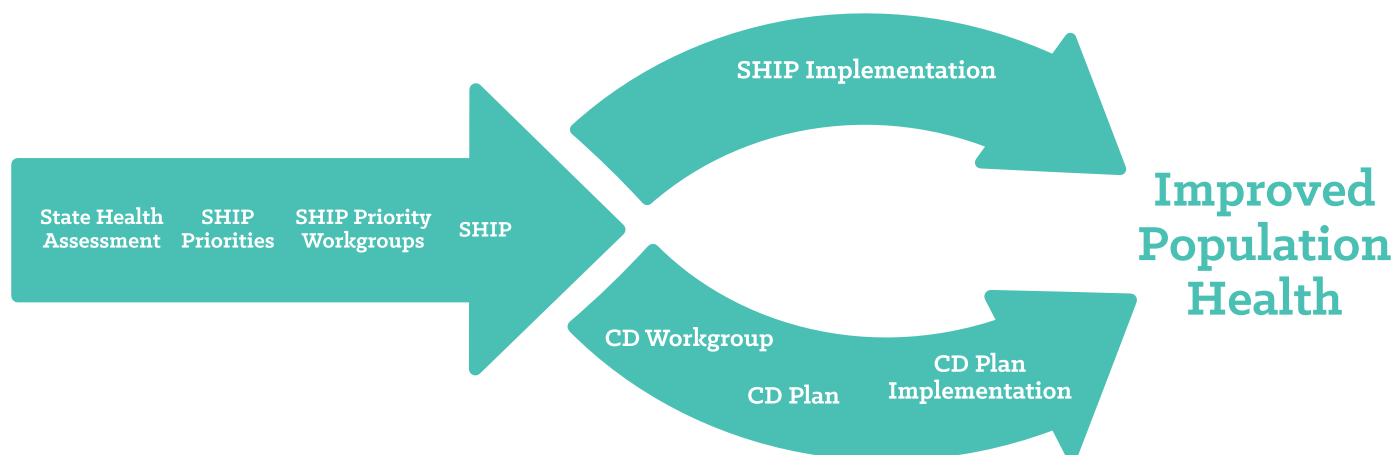 State Health
Assessment
SHIP
Priorities
SHIP Priority
Workgroups
SHIP
SHIP Implementation
CD Workgroup
CD Plan
CD Plan
Implementation
Improved
Population
Health